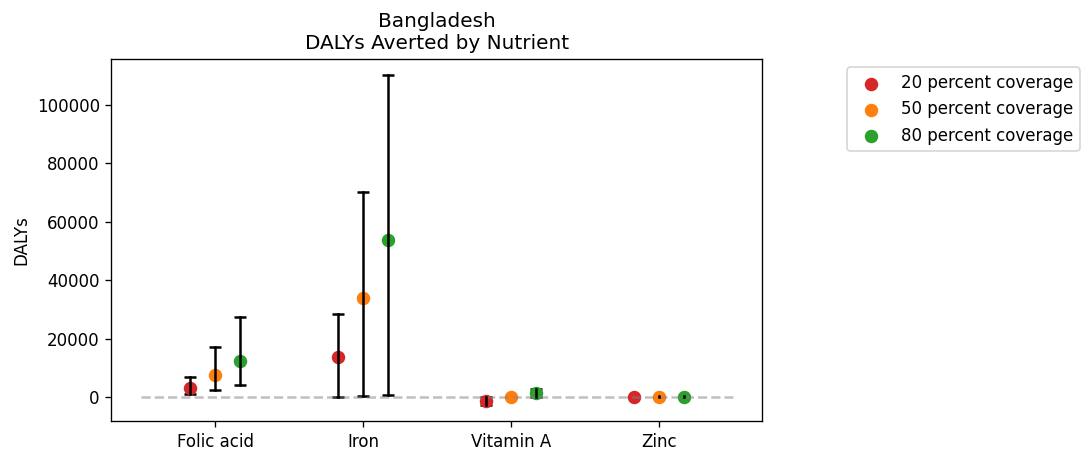 Bangladesh
DALYs Averted by Nutrient
20 percent coverage
50 percent coverage
80 percent coverage
DALYs
100000
80000
60000
40000
20000
0
Folic acid
Iron
Vitamin A
Zinc